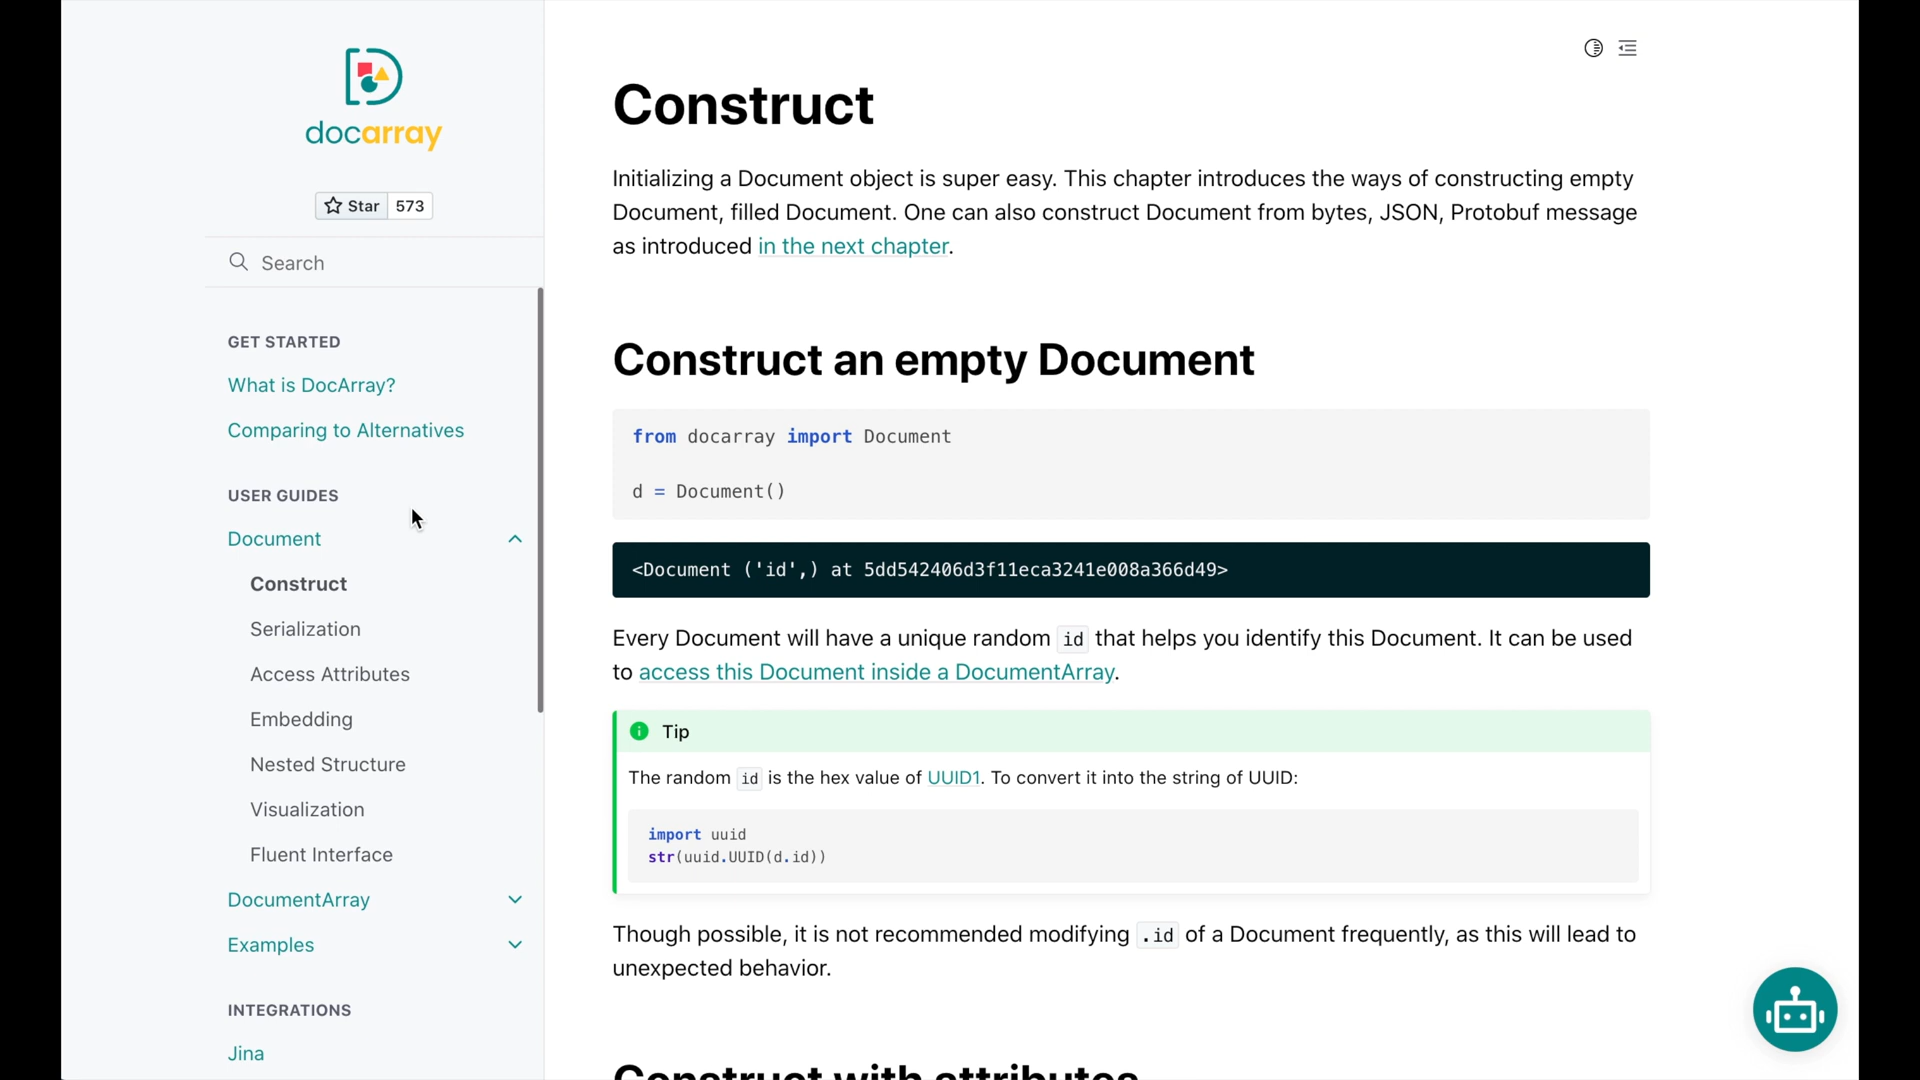 docarray
Star 573
Search
GET STARTED
What is DocArray?
Comparing to Alternatives
USER GUIDES
Document
Construct
Serialization
Access Attributes
Embedding
Nested Structure
Visualization
Fluent Interface
DocumentArray
Examples
INTEGRATIONS
Jina
Construct
Initializing a Document object is super easy. This chapter introduces the ways of constructing empty
Document, filled Document. One can also construct Document from bytes, JSON, Protobuf message
as introduced in the next chapter.
Construct an empty Document
from docarray import Document
d = Document()
<Document ('id',) at 5dd542406d3f11eca3241e008a366d49>
Every Document will have a unique random id that helps you identify this Document. It can be used
to access this Document inside a DocumentArray.
Tip
The random id is the hex value of UUID1. To convert it into the string of UUID:
import uuid
str(uuid.UUID(d.id))
Though possible, it is not recommended modifying .id of a Document frequently, as this will lead to
unexpected behavior.
Construct with attributes